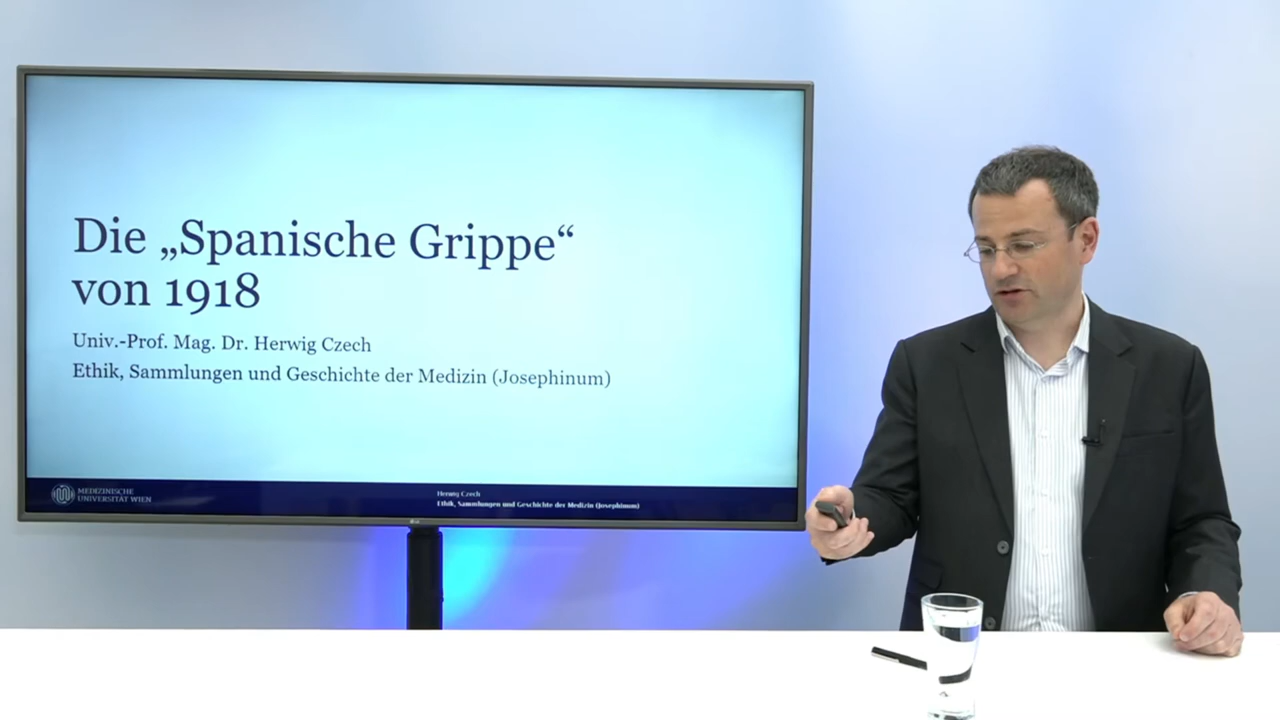 Die „Spanische Grippe“
von 1918
Univ.-Prof. Mag. Dr. Herwig Czech
Ethik, Sammlungen und Geschichte der Medizin (Josephinum)
MEDIZINISCHE
UNIVERSITÄT WIEN
Herwig Czech
Ethik, Sammlungen und Geschichte der Medizin (Josephinum)
LG